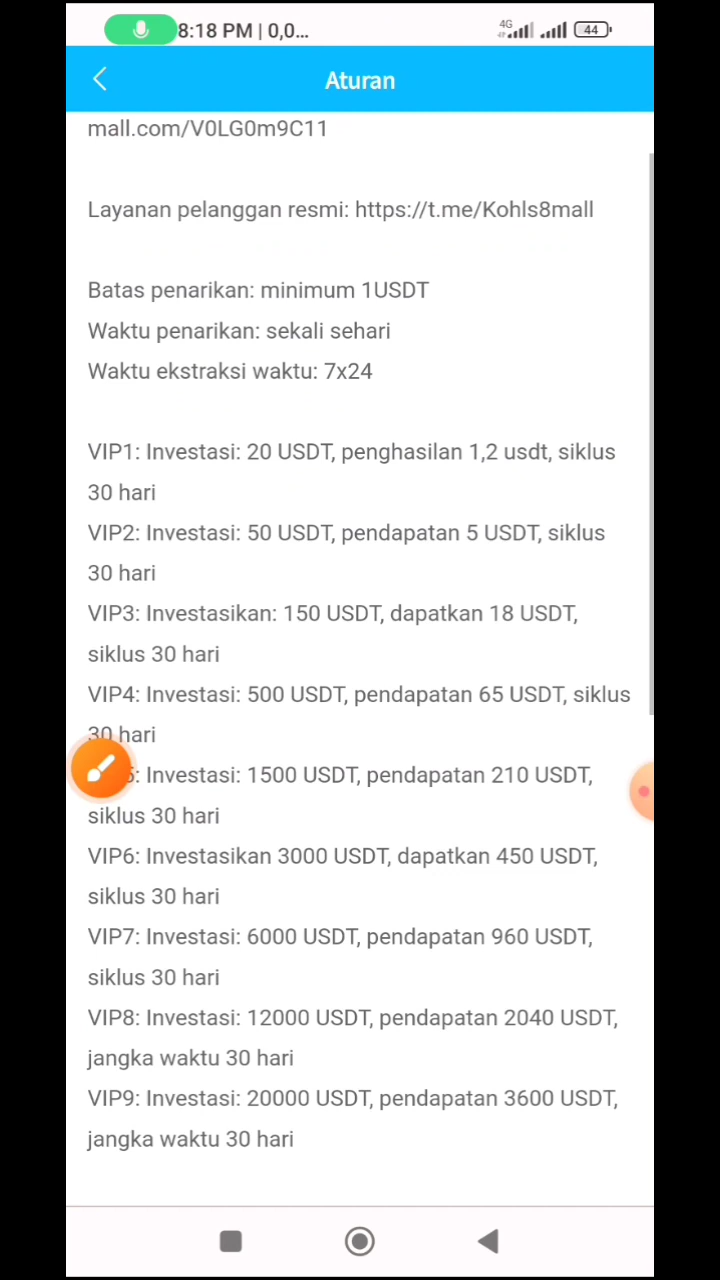 8:18 PM | 0,0...
4G
44
Aturan
mall.com/V0LG0m9C11
Layanan pelanggan resmi: https://t.me/Kohls8mall
Batas penarikan: minimum 1USDT
Waktu penarikan: sekali sehari
Waktu ekstraksi waktu: 7x24
VIP1: Investasi: 20 USDT, penghasilan 1,2 usdt, siklus
30 hari
VIP2: Investasi: 50 USDT, pendapatan 5 USDT, siklus
30 hari
VIP3: Investasikan: 150 USDT, dapatkan 18 USDT,
siklus 30 hari
VIP4: Investasi: 500 USDT, pendapatan 65 USDT, siklus
30 hari
5: Investasi: 1500 USDT, pendapatan 210 USDT,
siklus 30 hari
VIP6: Investasikan 3000 USDT, dapatkan 450 USDT,
siklus 30 hari
VIP7: Investasi: 6000 USDT, pendapatan 960 USDT,
siklus 30 hari
VIP8: Investasi: 12000 USDT, pendapatan 2040 USDT,
jangka waktu 30 hari
VIP9: Investasi: 20000 USDT, pendapatan 3600 USDT,
jangka waktu 30 hari